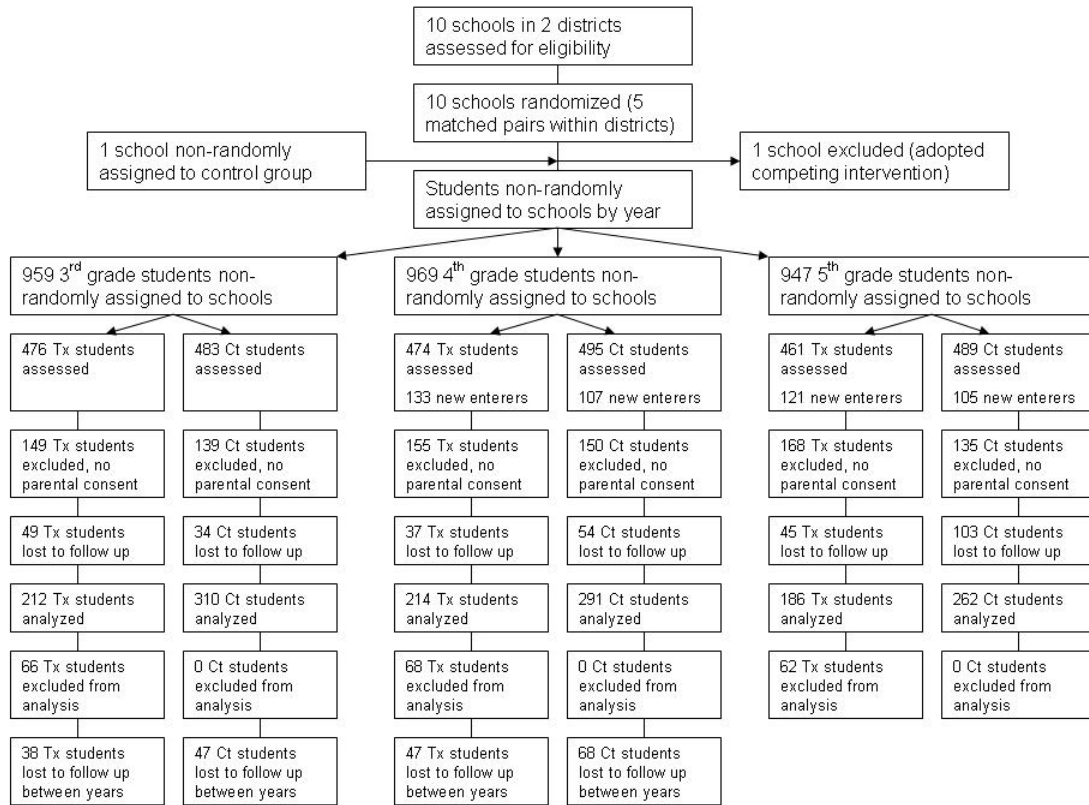 10 schools in 2 districts
assessed for eligibility
10 schools randomized (5
matched pairs within districts)
1 school non-randomly
assigned to control group
1 school excluded (adopted
competing intervention)
Students non-randomly
assigned to schools by year
959 3rd grade students non-
randomly assigned to schools
969 4th grade students non-
randomly assigned to schools
947 5th grade students non-
randomly assigned to schools
476 Tx students
assessed
483 Ct students
assessed
474 Tx students
assessed
133 new enterers
495 Ct students
assessed
107 new enterers
461 Tx students
assessed
121 new enterers
489 Ct students
assessed
105 new enterers
149 Tx students
excluded, no
parental consent
139 Ct students
excluded, no
parental consent
155 Tx students
excluded, no
parental consent
150 Ct students
excluded, no
parental consent
168 Tx students
excluded, no
parental consent
135 Ct students
excluded, no
parental consent
49 Tx students
lost to follow up
34 Ct students
lost to follow up
37 Tx students
lost to follow up
54 Ct students
lost to follow up
45 Tx students
lost to follow up
103 Ct students
lost to follow up
212 Tx students
analyzed
310 Ct students
analyzed
214 Tx students
analyzed
291 Ct students
analyzed
186 Tx students
analyzed
262 Ct students
analyzed
66 Tx students
excluded from
analysis
0 Ct students
excluded from
analysis
68 Tx students
excluded from
analysis
0 Ct students
excluded from
analysis
62 Tx students
excluded from
analysis
0 Ct students
excluded from
analysis
38 Tx students
lost to follow up
between years
47 Ct students
lost to follow up
between years
47 Tx students
lost to follow up
between years
68 Ct students
lost to follow up
between years